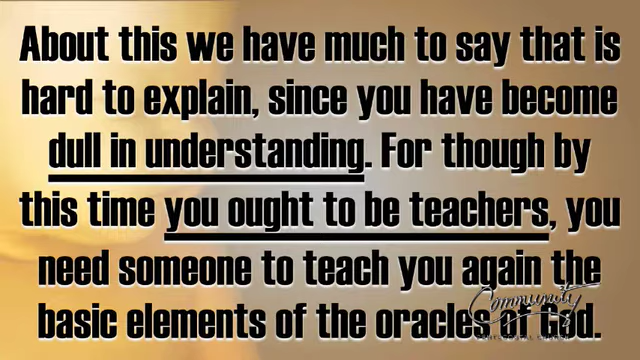 About this we have much to say that is
hard to explain, since you have become
dull in understanding. For though by
this time you ought to be teachers, you
need someone to teach you again the
basic elements of the oracles of God.
Community